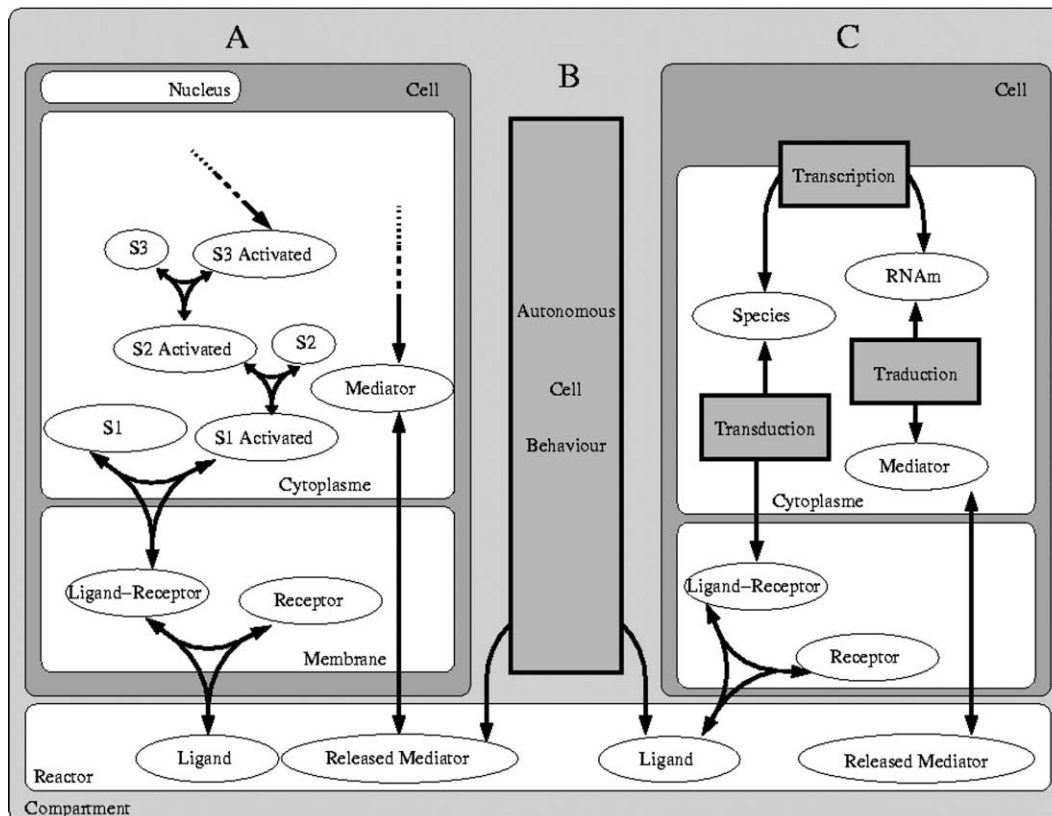 A
B
C
Nucleus
Cell
S3
S3 Activated
S2 Activated
S2
Mediator
S1
S1 Activated
Cytoplasme
Ligand-Receptor
Receptor
Membrane
Autonomous
Cell
Behaviour
Cell
Transcription
RNAm
Species
Traduction
Transduction
Mediator
Cytoplasme
Ligand-Receptor
Receptor
Ligand
Released Mediator
Ligand
Released Mediator
Reactor
Compartment